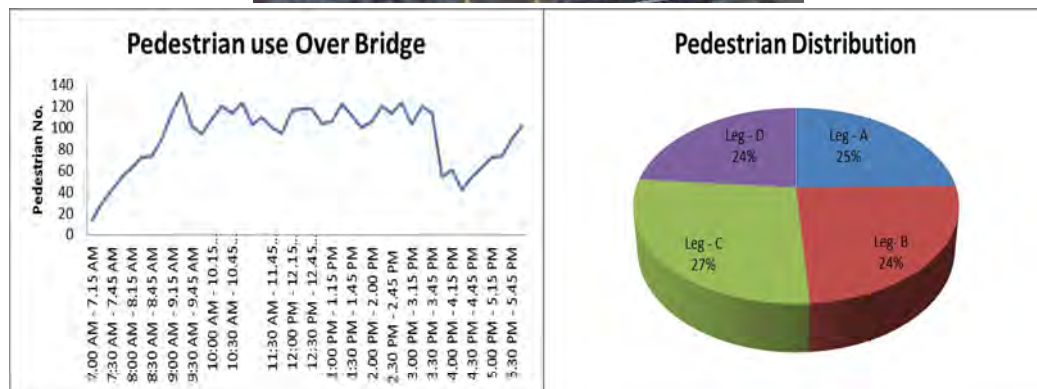 Pedestrian use Over Bridge
Pedestrian No.
140
120
100
80
60
40
20
0
7.00 AM - 7.15 AM
7:30 AM - 7.45 AM
8:00 AM - 8.15 AM
8:30 AM - 8.45 AM
9:00 AM - 9.15 AM
9:30 AM - 9.45 AM
10:00 AM - 10.15...
10:30 AM - 10.45...
11:30 AM - 11.45...
12:00 PM - 12.15...
12:30 PM - 12.45...
1:00 PM - 1.15 PM
1:30 PM - 1.45 PM
2.00 PM - 2.00 PM
2.30 PM - 2.45 PM
3.00 PM - 3.15 PM
3.30 PM - 3.45 PM
4.00 PM - 4.15 PM
4.30 PM - 4.45 PM
5.00 PM - 5.15 PM
5.30 PM - 5.45 PM
Pedestrian Distribution
Leg - D
24%
Leg - A
25%
Leg - C
27%
Leg- B
24%